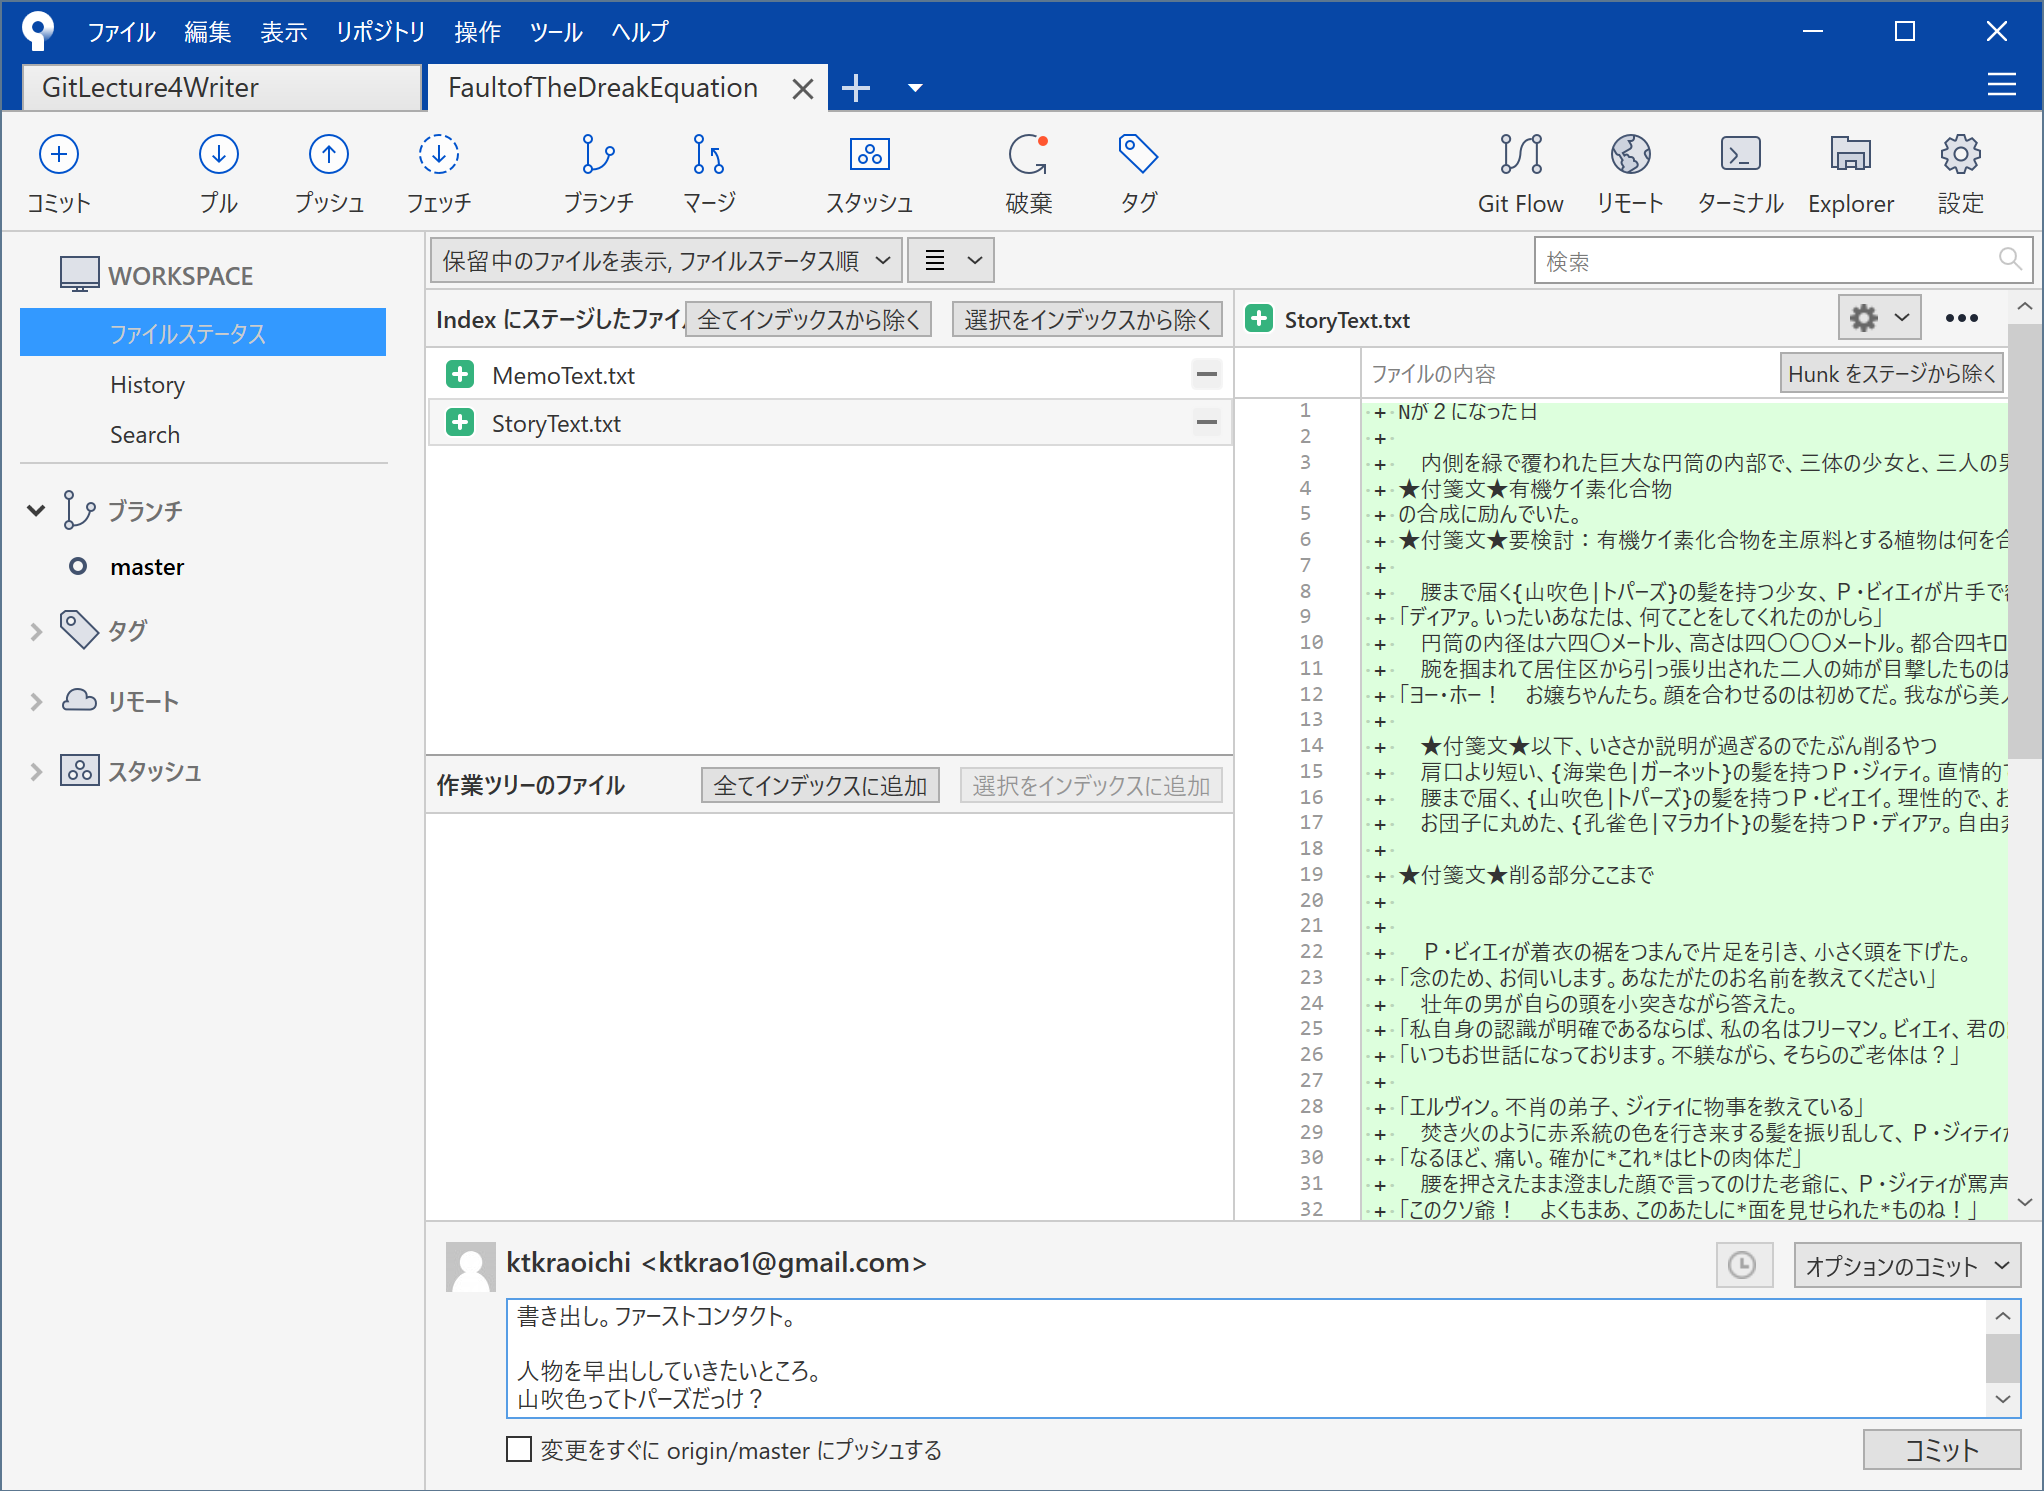 ファイル 編集 表示 リポジトリ 操作 ツール ヘルプ
GitLecture4Writer
FaultofTheDreakEquation
コミット プル プッシュ フェッチ ブランチ マージ スタッシュ 破棄 タグ Git Flow リモート ターミナル Explorer 設定
WORKSPACE
ファイルステータス
History
Search
ブランチ
master
タグ
リモート
スタッシュ
保留中のファイルを表示, ファイルステータス順
検索
Index にステージしたファイ
全てインデックスから除く
選択をインデックスから除く
MemoText.txt
StoryText.txt
作業ツリーのファイル
全てインデックスに追加
選択をインデックスに追加
StoryText.txt
ファイルの内容
Hunk をステージから除く
1 + Nが２になった日
2 +
3 +　内側を緑で覆われた巨大な円筒の内部で、三体の少女と、三人の男
4 + ★付箋文★有機ケイ素化合物
5 + の合成に励んでいた。
6 + ★付箋文★要検討：有機ケイ素化合物を主原料とする植物は何を合
7 +
8 +　腰まで届く{山吹色|トパーズ}の髪を持つ少女、Ｐ・ビィエィが片手で
9 +「ディアァ。いったいあなたは、何てことをしてくれたのかしら」
10 +　円筒の内径は六四〇メートル、高さは四〇〇〇メートル。都合四キロ
11 +　腕を掴まれて居住区から引っ張り出された二人の姉が目撃したものは
12 +「ヨー・ホー！　お嬢ちゃんたち。顔を合わせるのは初めてだ。我ながら美
13 +
14 +　★付箋文★以下、いささか説明が過ぎるのでたぶん削るやつ
15 +　肩口より短い、{海棠色|ガーネット}の髪を持つＰ・ジィティ。直情的
16 +　腰まで届く、{山吹色|トパーズ}の髪を持つＰ・ビィエイ。理性的で、お
17 +　お団子に丸めた、{孔雀色|マラカイト}の髪を持つＰ・ディアァ。自由
18 +
19 + ★付箋文★削る部分ここまで
20 +
21 +
22 +　Ｐ・ビィエィが着衣の裾をつまんで片足を引き、小さく頭を下げた。
23 +「念のため、お伺いします。あなたがたのお名前を教えてください」
24 +　壮年の男が自らの頭を小突きながら答えた。
25 +「私自身の認識が明確であるならば、私の名はフリーマン。ビィエィ、君の
26 +「いつもお世話になっております。不躾ながら、そちらのご老体は？」
27 +
28 +「エルヴィン。不肖の弟子、ジィティに物事を教えている」
29 +　焚き火のように赤系統の色を行き来する髪を振り乱して、Ｐ・ジィティ
30 +「なるほど、痛い。確かに*これ*はヒトの肉体だ」
31 +　腰を押さえたまま澄ました顔で言ってのけた老爺に、Ｐ・ジィティが罵声
32 +「このクソ爺！　よくもまあ、このあたしに*面を見せられた*ものね！」
ktkraoichi <ktkrao1@gmail.com>
オプションのコミット
書き出し。ファーストコンタクト。
人物を早出ししていきたいところ。
山吹色ってトパーズだっけ？
変更をすぐに origin/master にプッシュする
コミット